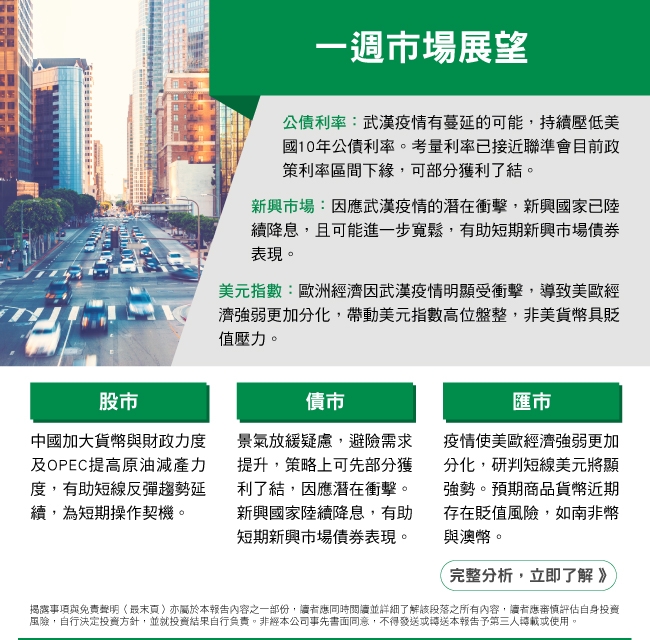 一週市場展望
公債利率：武漢疫情有蔓延的可能，持續壓低美
國10年公債利率。考量利率已接近聯準會目前政
策利率區間下緣，可部分獲利了結。
新興市場：因應武漢疫情的潛在衝擊，新興國家已陸
續降息，且可能進一步寬鬆，有助短期新興市場債券
表現。
美元指數：歐洲經濟因武漢疫情明顯受衝擊，導致美歐經
濟強弱更加分化，帶動美元指數高位盤整，非美貨幣具貶
值壓力。
股市
中國加大貨幣與財政力度
及OPEC提高原油減產力
度，有助短線反彈趨勢延
續，為短期操作契機。
債市
景氣放緩疑慮，避險需求
提升，策略上可先部分獲
利了結，因應潛在衝擊。
新興國家陸續降息，有助
短期新興市場債券表現。
匯市
疫情使美歐經濟強弱更加
分化，研判短線美元將顯
強勢。預期商品貨幣近期
存在貶值風險，如南非幣
與澳幣。
完整分析，立即了解 》
揭露事項與免責聲明（最末頁）亦屬於本報告內容之一部份，讀者應同時閱讀並詳細了解該段落之所有內容，讀者應審慎評估自身投資
風險，自行決定投資方針，並就投資結果自行負責。非經本公司事先書面同意，不得發送或轉送本報告予第三人轉載或使用。